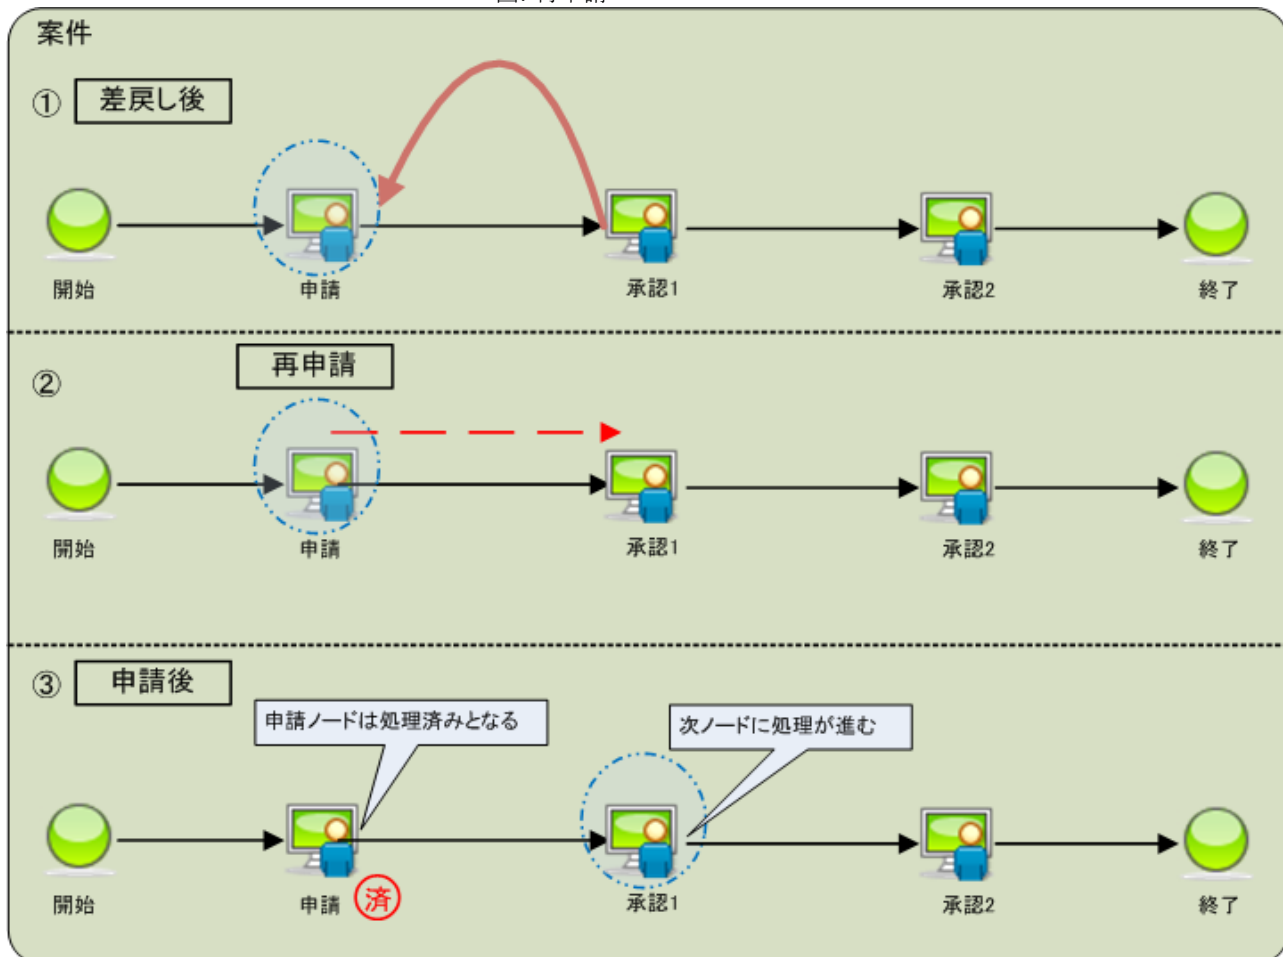 案件
① 差戻し後
開始
申請
承認1
承認2
終了
② 再申請
開始
申請
承認1
承認2
終了
③ 申請後
申請ノードは処理済みとなる
次ノードに処理が進む
開始
申請
済
承認1
承認2
終了